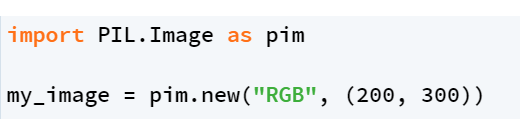 import PIL.Image as pim
my_image = pim.new("RGB", (200, 300))